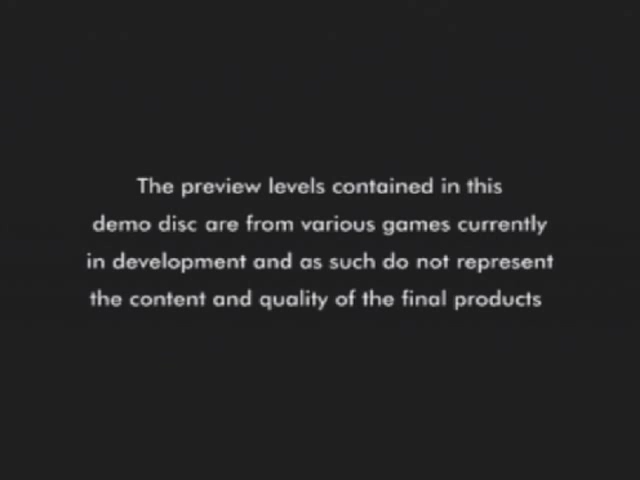 The preview levels contained in this
demo disc are from various games currently
in development and as such do not represent
the content and quality of the final products